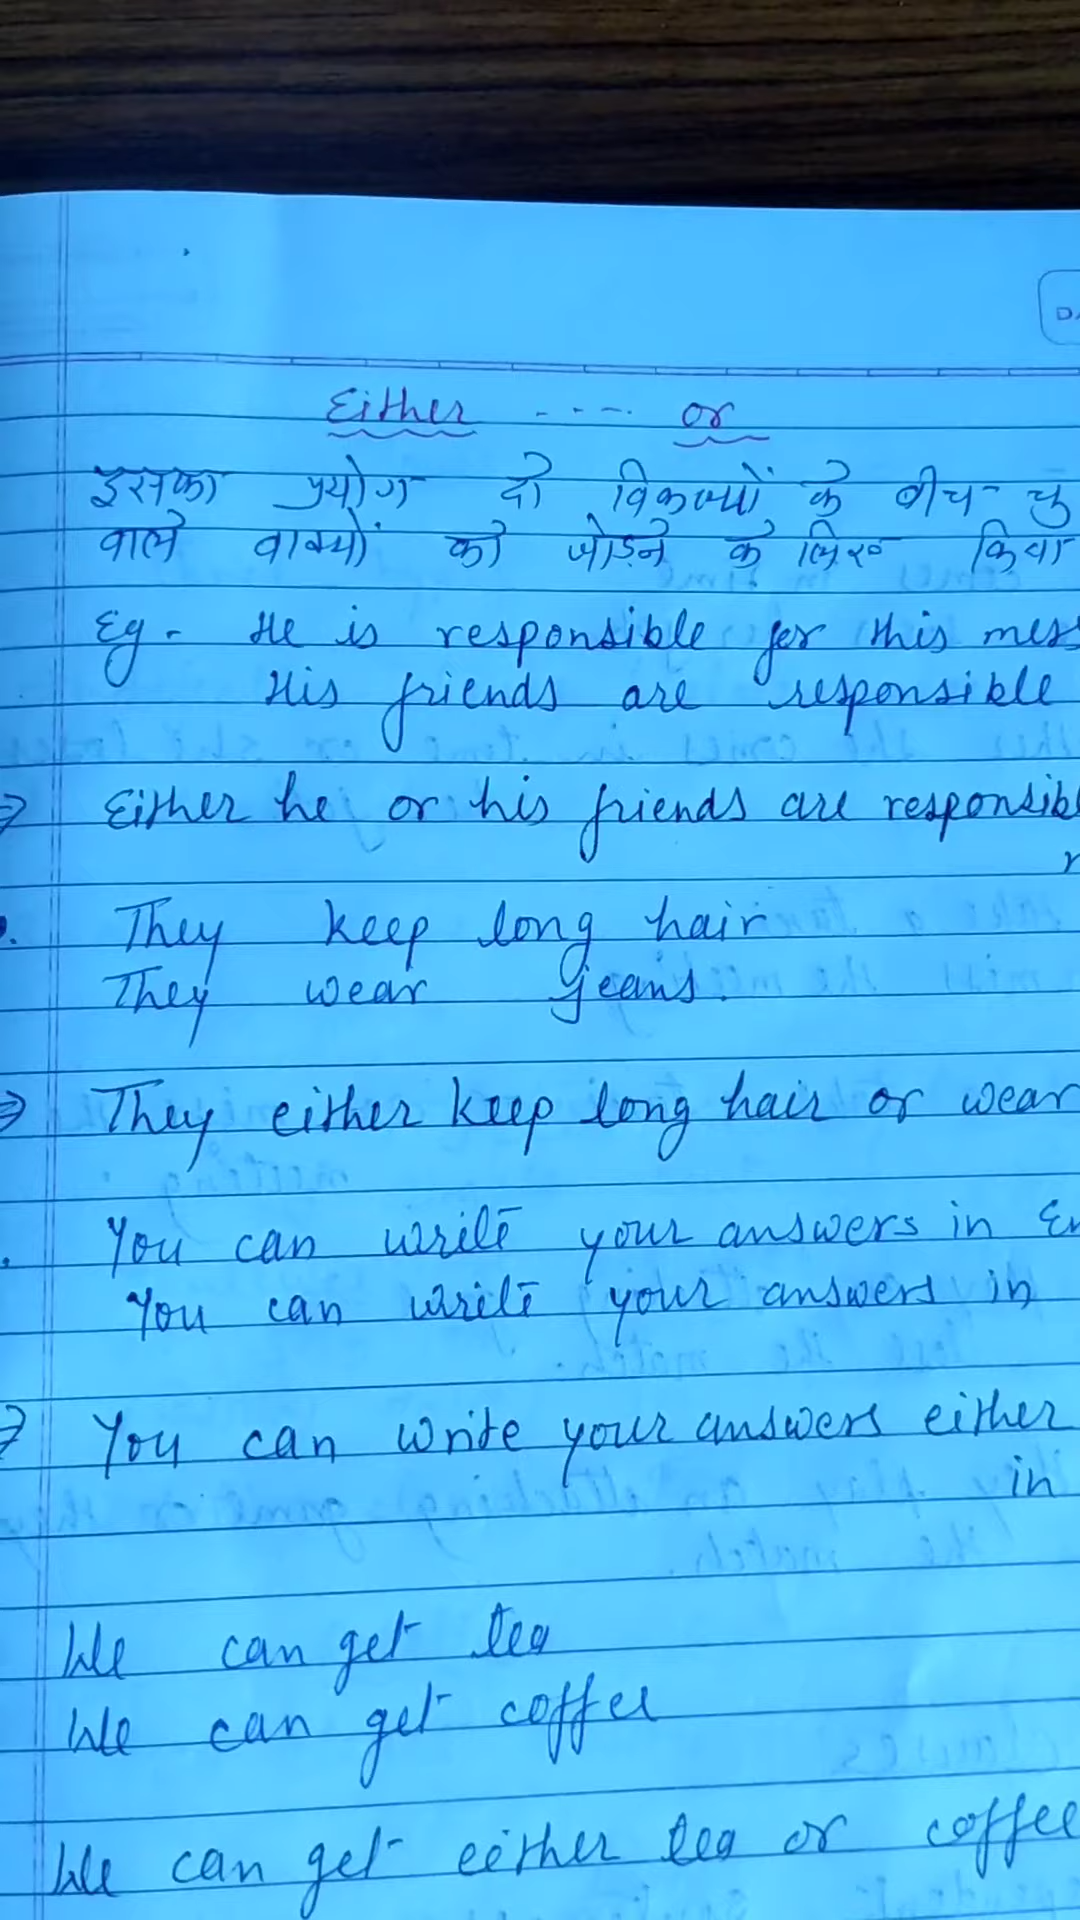 Either ---- or
इसका प्रयोग दो विकल्पों के बीच
वाले वाक्यों को जोड़ने के लिए किया
Eg - He is responsible for this mess
His friends are responsible
⇒ Either he or his friends are responsible
They keep long hair
They wear jeans.
⇒ They either keep long hair or wear
You can write your answers in
You can write your answers in
⇒ You can write your answers either
in
We can get tea
We can get coffee
We can get either tea or coffee